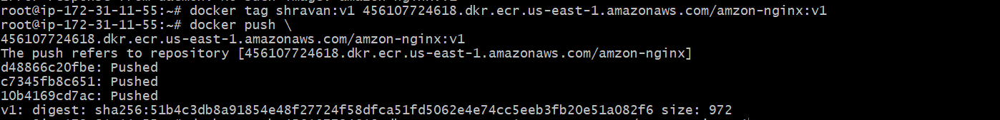 root@ip-172-31-11-55:~# docker tag shravan:v1 456107724618.dkr.ecr.us-east-1.amazonaws.com/amzon-nginx:v1
root@ip-172-31-11-55:~# docker push \
456107724618.dkr.ecr.us-east-1.amazonaws.com/amzon-nginx:v1
The push refers to repository [456107724618.dkr.ecr.us-east-1.amazonaws.com/amzon-nginx]
d48866c20fbe: Pushed
c7345fb8c651: Pushed
10b4169cd7ac: Pushed
v1: digest: sha256:51b4c3db8a91854e48f27724f58dfca51fd5062e4e74cc5eeb3fb20e51a082f6 size: 972